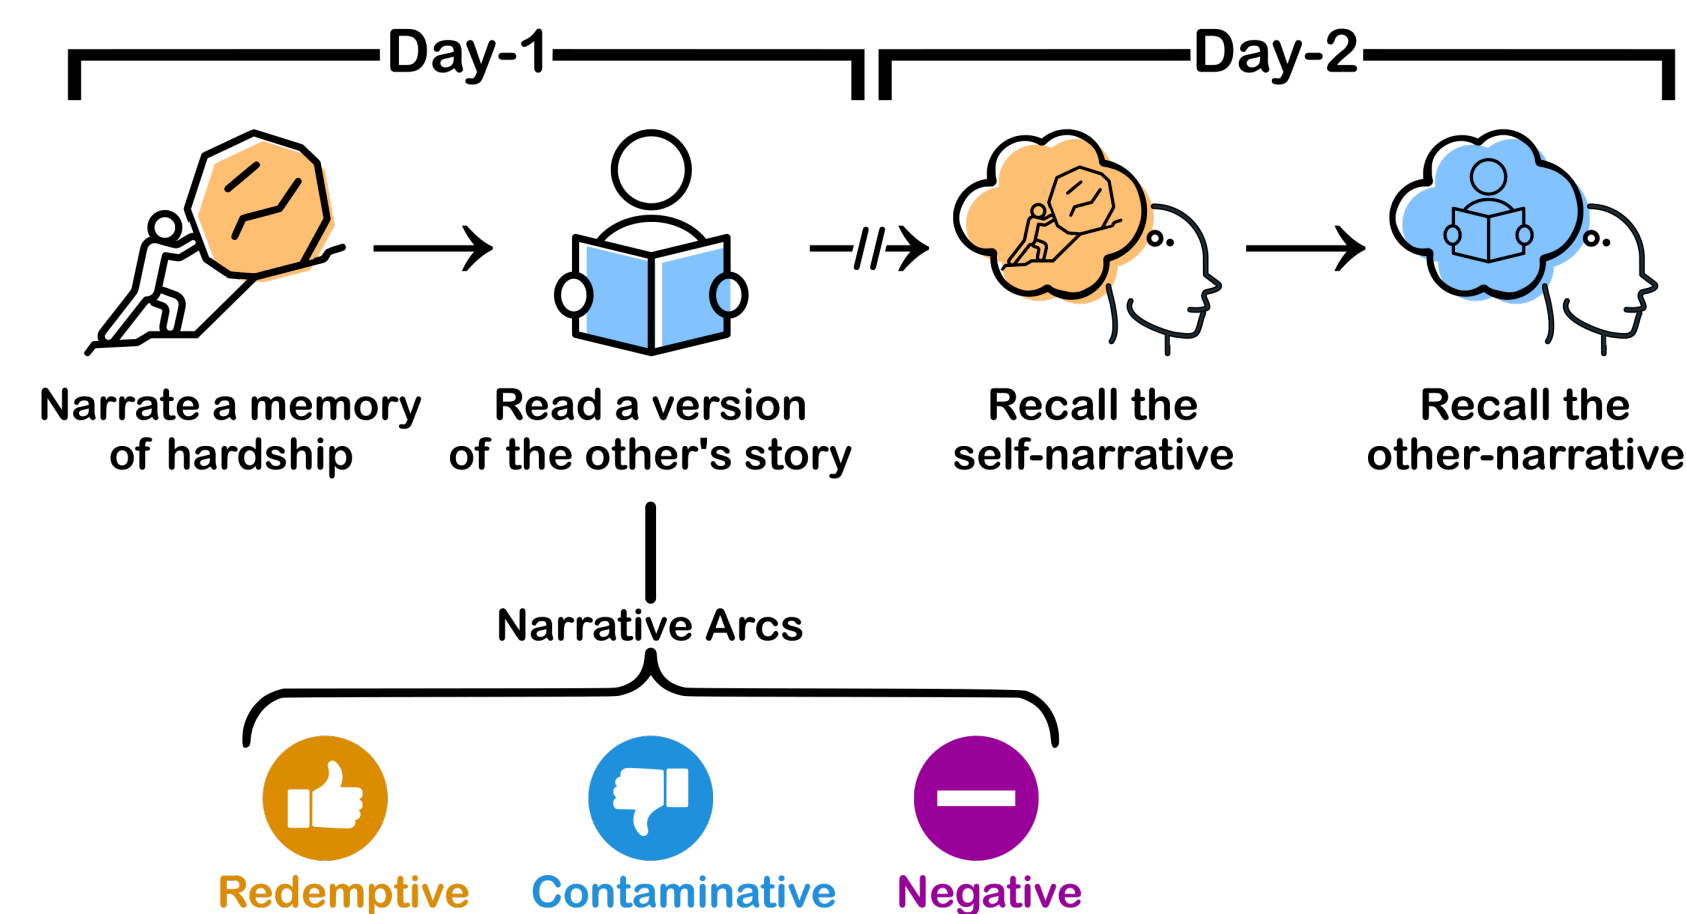 Day-1
Day-2
Narrate a memory
of hardship
Read a version
of the other's story
Recall the
self-narrative
Recall the
other-narrative
Narrative Arcs
Redemptive
Contaminative
Negative